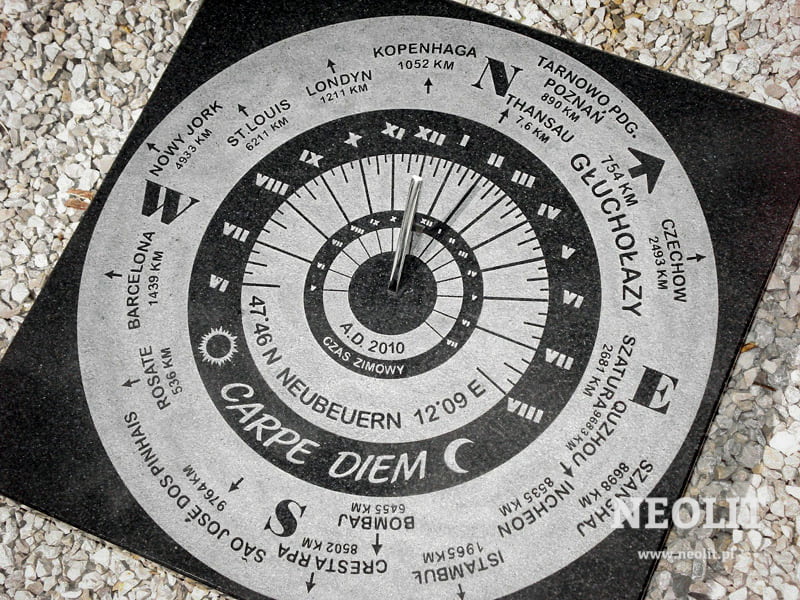 KOPENHAGA
1052 KM
N
TARNOWO PDG.
POZNAŃ
890 KM
THANSAU
7,6 KM
754 KM
GŁUCHOŁAZY
CZECHOW
2493 KM
E
SZATURA
2681 KM
QUZHOU
9683KM
SZANGHAJ
8698 KM
INCHEON
8535 KM
ISTAMBUŁ
1965 KM
BOMBAJ
6455 KM
CRESTA RPA
8502 KM
S
SÃO JOSÉ DOS PINHAIS
9764 KM
ROSATE
536 KM
BARCELONA
1439 KM
W
NOWY JORK
4933 KM
ST.LOUIS
6211 KM
LONDYN
1211 KM
VI VII VIII IX X XI XII I II III IV V VI VII VIII
47°46 N NEUBEUERN 12°09 E
CARPE DIEM
A.D. 2010
CZAS ZIMOWY
NEOLIT
www.neolit.pl